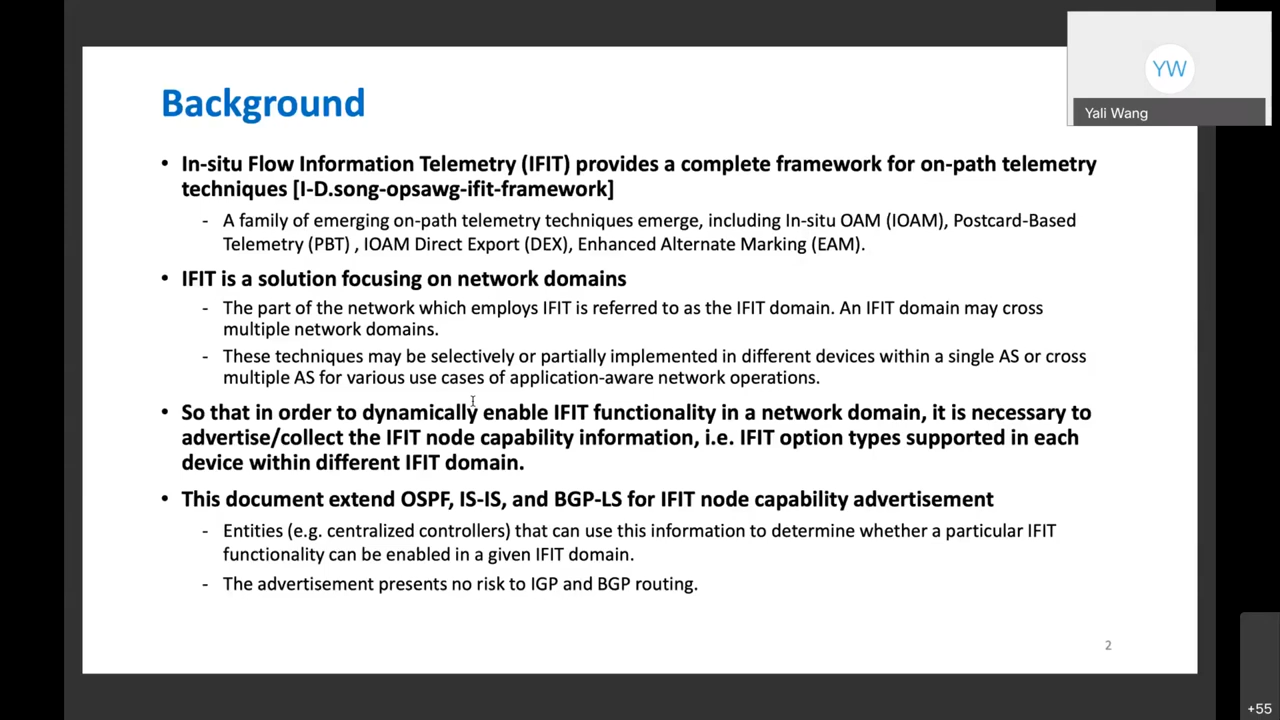 Background
• In-situ Flow Information Telemetry (IFIT) provides a complete framework for on-path telemetry
techniques [I-D.song-opsawg-ifit-framework]
- A family of emerging on-path telemetry techniques emerge, including In-situ OAM (IOAM), Postcard-Based
Telemetry (PBT) , IOAM Direct Export (DEX), Enhanced Alternate Marking (EAM).
• IFIT is a solution focusing on network domains
- The part of the network which employs IFIT is referred to as the IFIT domain. An IFIT domain may cross
multiple network domains.
- These techniques may be selectively or partially implemented in different devices within a single AS or cross
multiple AS for various use cases of application-aware network operations.
• So that in order to dynamically enable IFIT functionality in a network domain, it is necessary to
advertise/collect the IFIT node capability information, i.e. IFIT option types supported in each
device within different IFIT domain.
• This document extend OSPF, IS-IS, and BGP-LS for IFIT node capability advertisement
- Entities (e.g. centralized controllers) that can use this information to determine whether a particular IFIT
functionality can be enabled in a given IFIT domain.
- The advertisement presents no risk to IGP and BGP routing.
2
YW
Yali Wang
+55